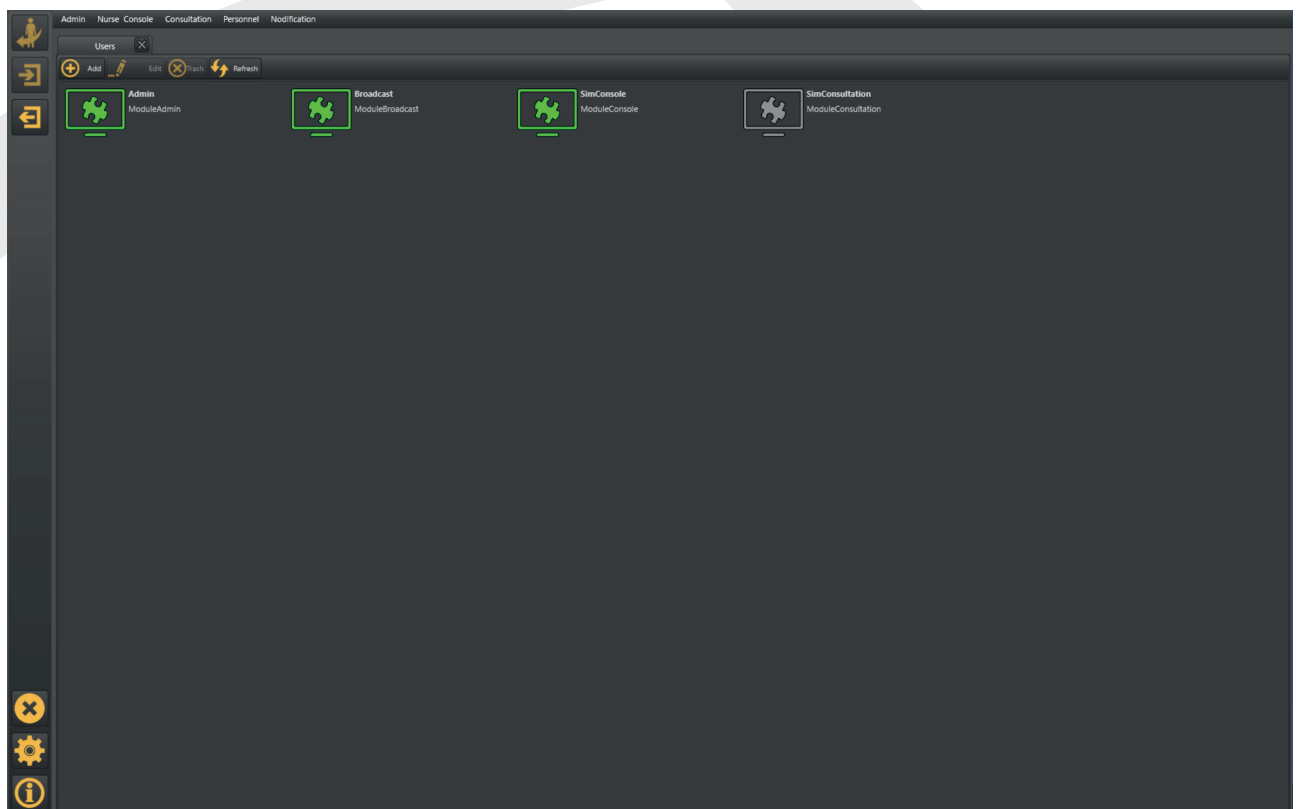 Admin Nurse Console Consultation Personnel Nodification
Users
Add Edit Trash Refresh
Admin
ModuleAdmin
Broadcast
ModuleBroadcast
SimConsole
ModuleConsole
SimConsultation
ModuleConsultation